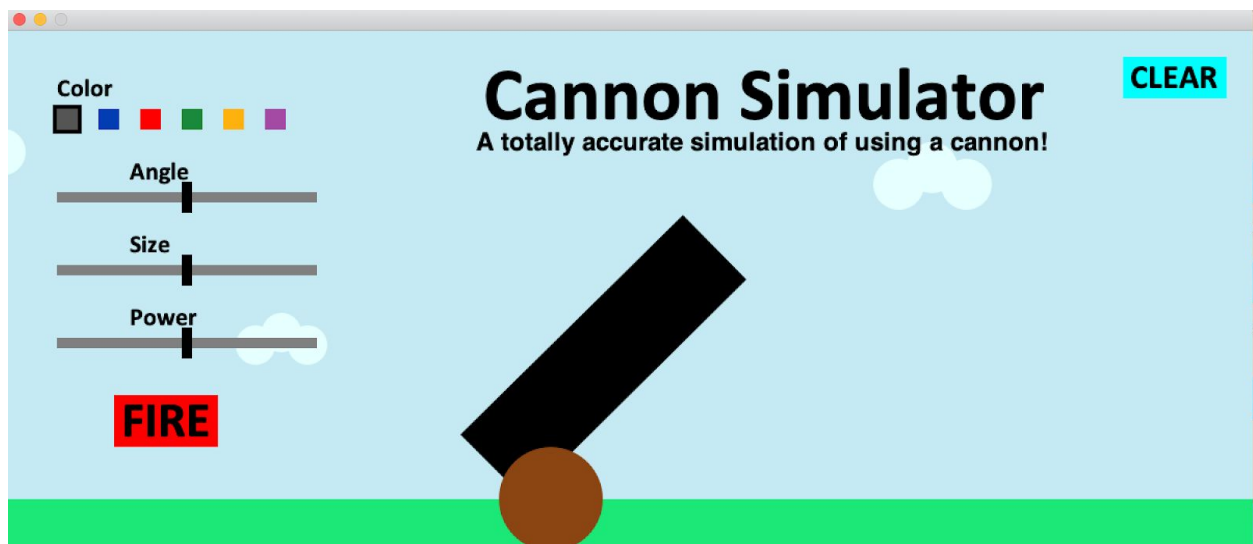 Cannon Simulator
A totally accurate simulation of using a cannon!
CLEAR
Color
Angle
Size
Power
FIRE